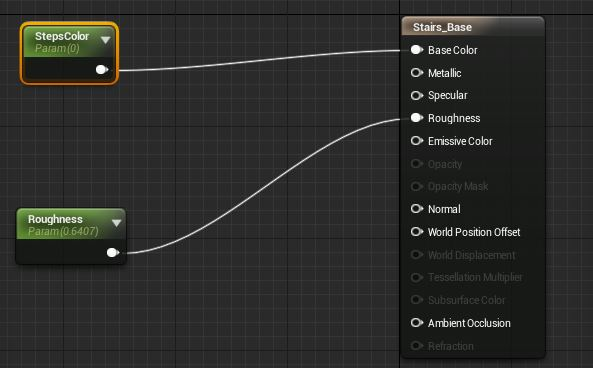 StepsColor
Param(0)
Roughness
Param(0.6407)
Stairs_Base
Base Color
Metallic
Specular
Roughness
Emissive Color
Opacity
Opacity Mask
Normal
World Position Offset
World Displacement
Tessellation Multiplier
Subsurface Color
Ambient Occlusion
Refraction